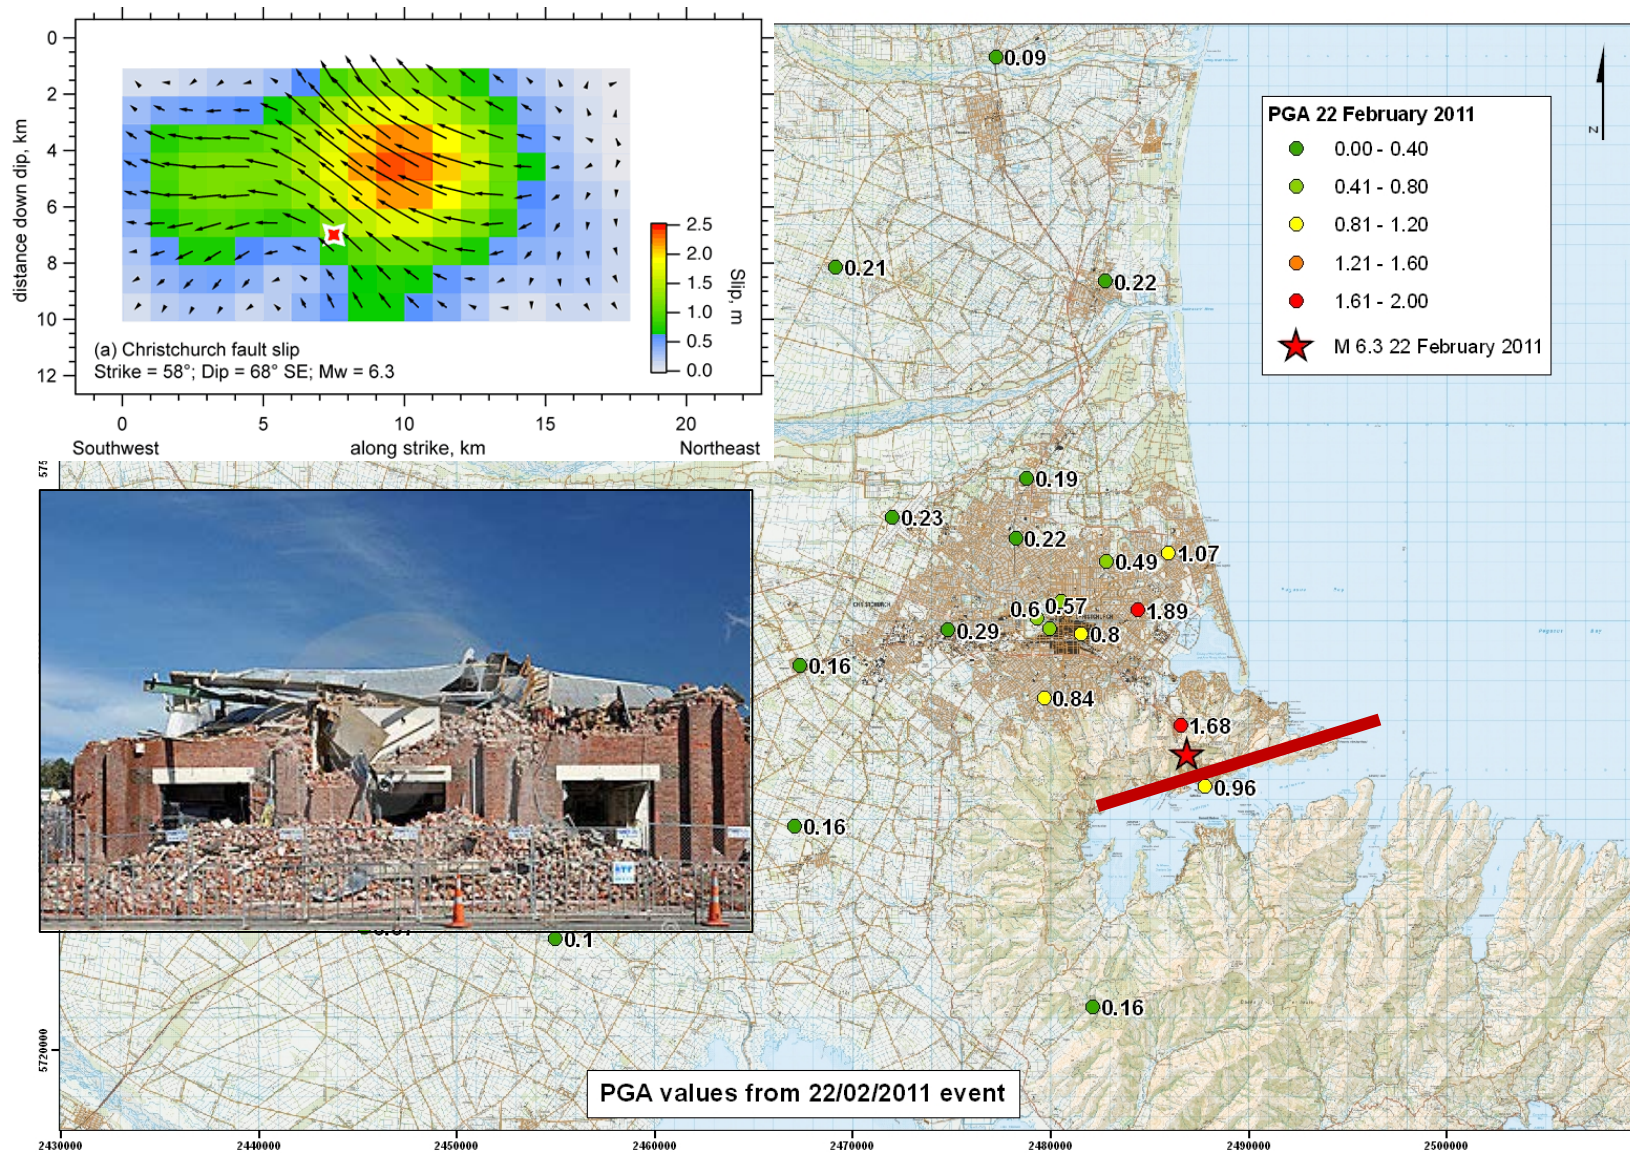 0
2
4
6
8
10
12
distance down dip, km
2.5
2.0
1.5
1.0
0.5
0.0
Slip, m
(a) Christchurch fault slip
Strike = 58°; Dip = 68° SE; Mw = 6.3
0
5
10
15
20
Southwest
along strike, km
Northeast
PGA 22 February 2011
0.00 - 0.40
0.41 - 0.80
0.81 - 1.20
1.21 - 1.60
1.61 - 2.00
M 6.3 22 February 2011
N
0.09
0.21
0.22
0.19
0.23
0.22
0.49
1.07
0.6
0.57
1.89
0.29
0.8
0.16
0.84
1.68
0.96
0.16
0.1
0.16
PGA values from 22/02/2011 event
5720000
2430000
2440000
2450000
2460000
2470000
2480000
2490000
2500000